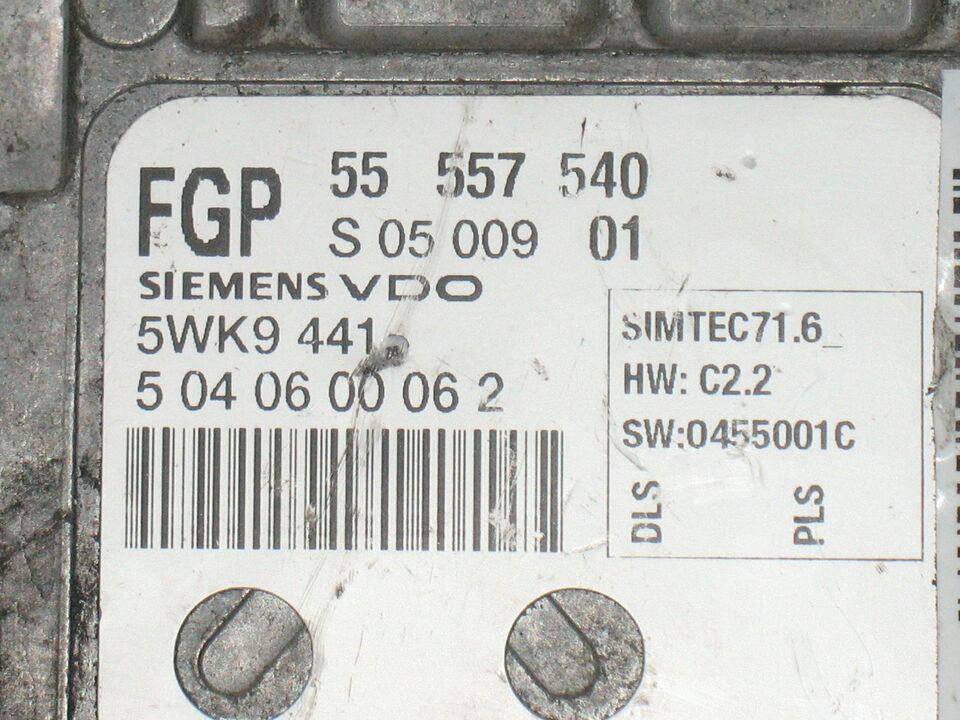 FGP 55 557 540
S 05 009 01
SIEMENS VDO
5WK9 441
5 04 06 00 06 2
SIMTEC71.6_
HW: C2.2
SW:0455001C
DLS
PLS